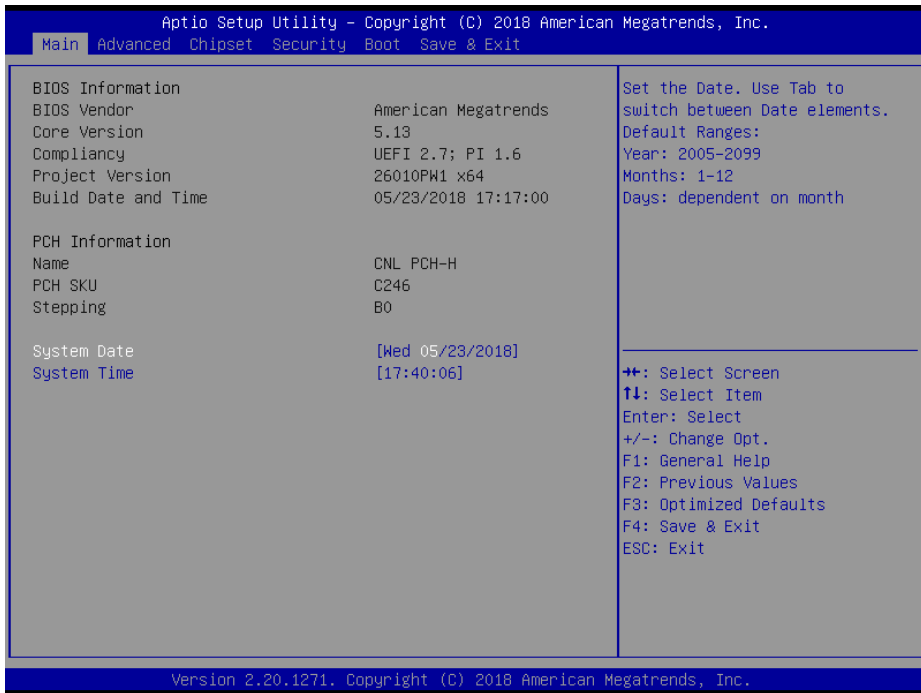 Aptio Setup Utility – Copyright (C) 2018 American Megatrends, Inc.
Main Advanced Chipset Security Boot Save & Exit
BIOS Information
BIOS Vendor American Megatrends
Core Version 5.13
Compliancy UEFI 2.7; PI 1.6
Project Version 26010PW1 x64
Build Date and Time 05/23/2018 17:17:00
PCH Information
Name CNL PCH-H
PCH SKU C246
Stepping B0
System Date [Wed 05/23/2018]
System Time [17:40:06]
Set the Date. Use Tab to
switch between Date elements.
Default Ranges:
Year: 2005-2099
Months: 1-12
Days: dependent on month
→←: Select Screen
↑↓: Select Item
Enter: Select
+/-: Change Opt.
F1: General Help
F2: Previous Values
F3: Optimized Defaults
F4: Save & Exit
ESC: Exit
Version 2.20.1271. Copyright (C) 2018 American Megatrends, Inc.